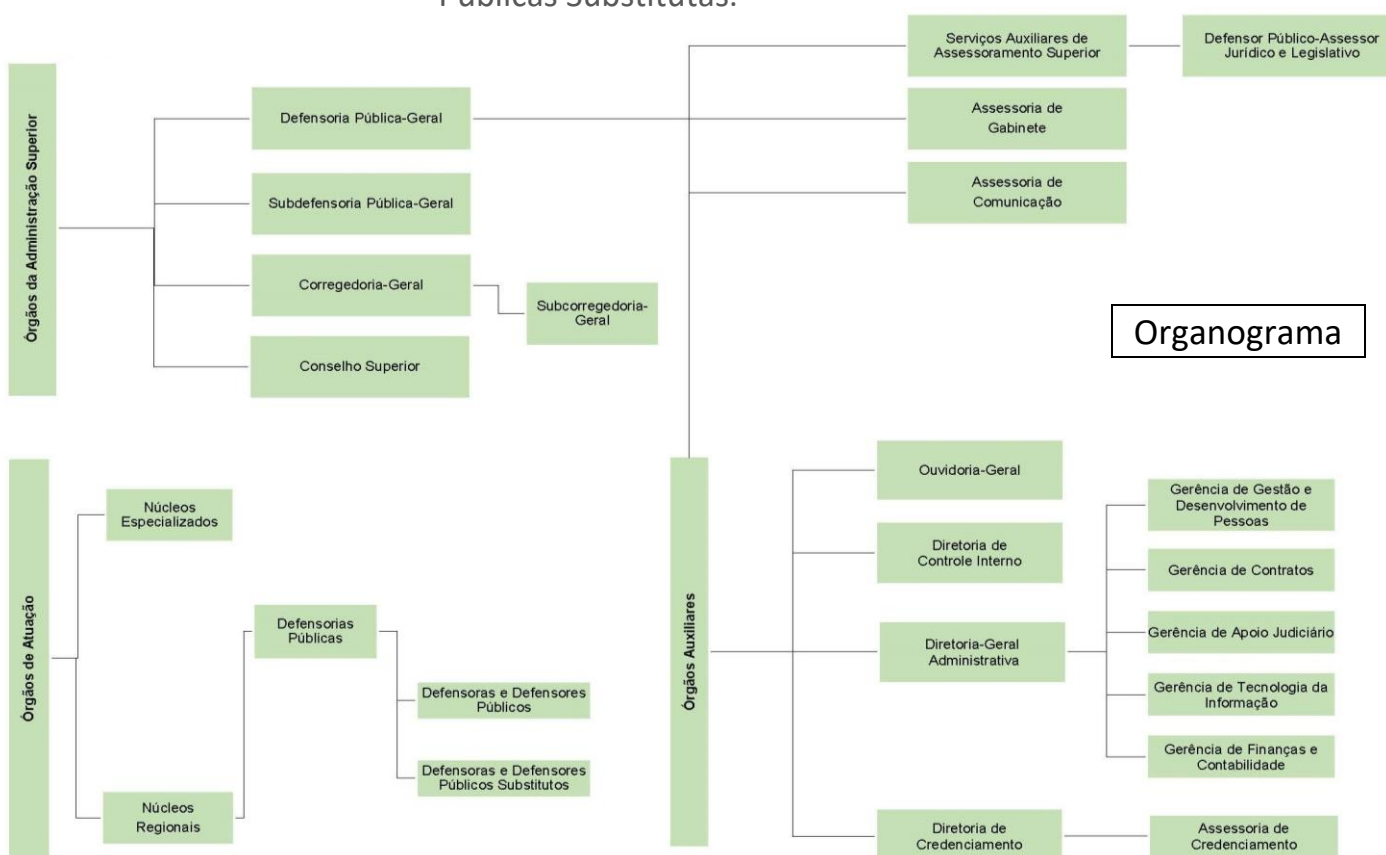 Públicas Substitutas.
Órgãos da Administração Superior
Defensoria Pública-Geral
Subdefensoria Pública-Geral
Corregedoria-Geral
Subcorregedoria-
Geral
Conselho Superior
Serviços Auxiliares de
Assessoramento Superior
Defensor Público-Assessor
Jurídico e Legislativo
Assessoria de
Gabinete
Assessoria de
Comunicação
Organograma
Órgãos de Atuação
Núcleos
Especializados
Núcleos
Regionais
Defensorias
Públicas
Defensoras e Defensores
Públicos
Defensoras e Defensores
Públicos Substitutos
Órgãos Auxiliares
Ouvidoria-Geral
Diretoria de
Controle Interno
Diretoria-Geral
Administrativa
Gerência de Gestão e
Desenvolvimento de
Pessoas
Gerência de Contratos
Gerência de Apoio Judiciário
Gerência de Tecnologia da
Informação
Gerência de Finanças e
Contabilidade
Diretoria de
Credenciamento
Assessoria de
Credenciamento